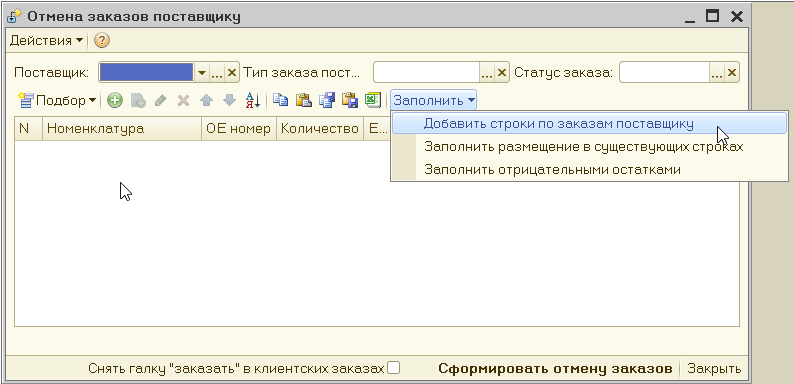 Отмена заказов поставщику
Действия
Поставщик: ... Тип заказа пост... ... Статус заказа: ...
Подбор Заполнить
N Номенклатура ОЕ номер Количество Е...
Добавить строки по заказам поставщику
Заполнить размещение в существующих строках
Заполнить отрицательными остатками
Снять галку "заказать" в клиентских заказах Сформировать отмену заказов Закрыть